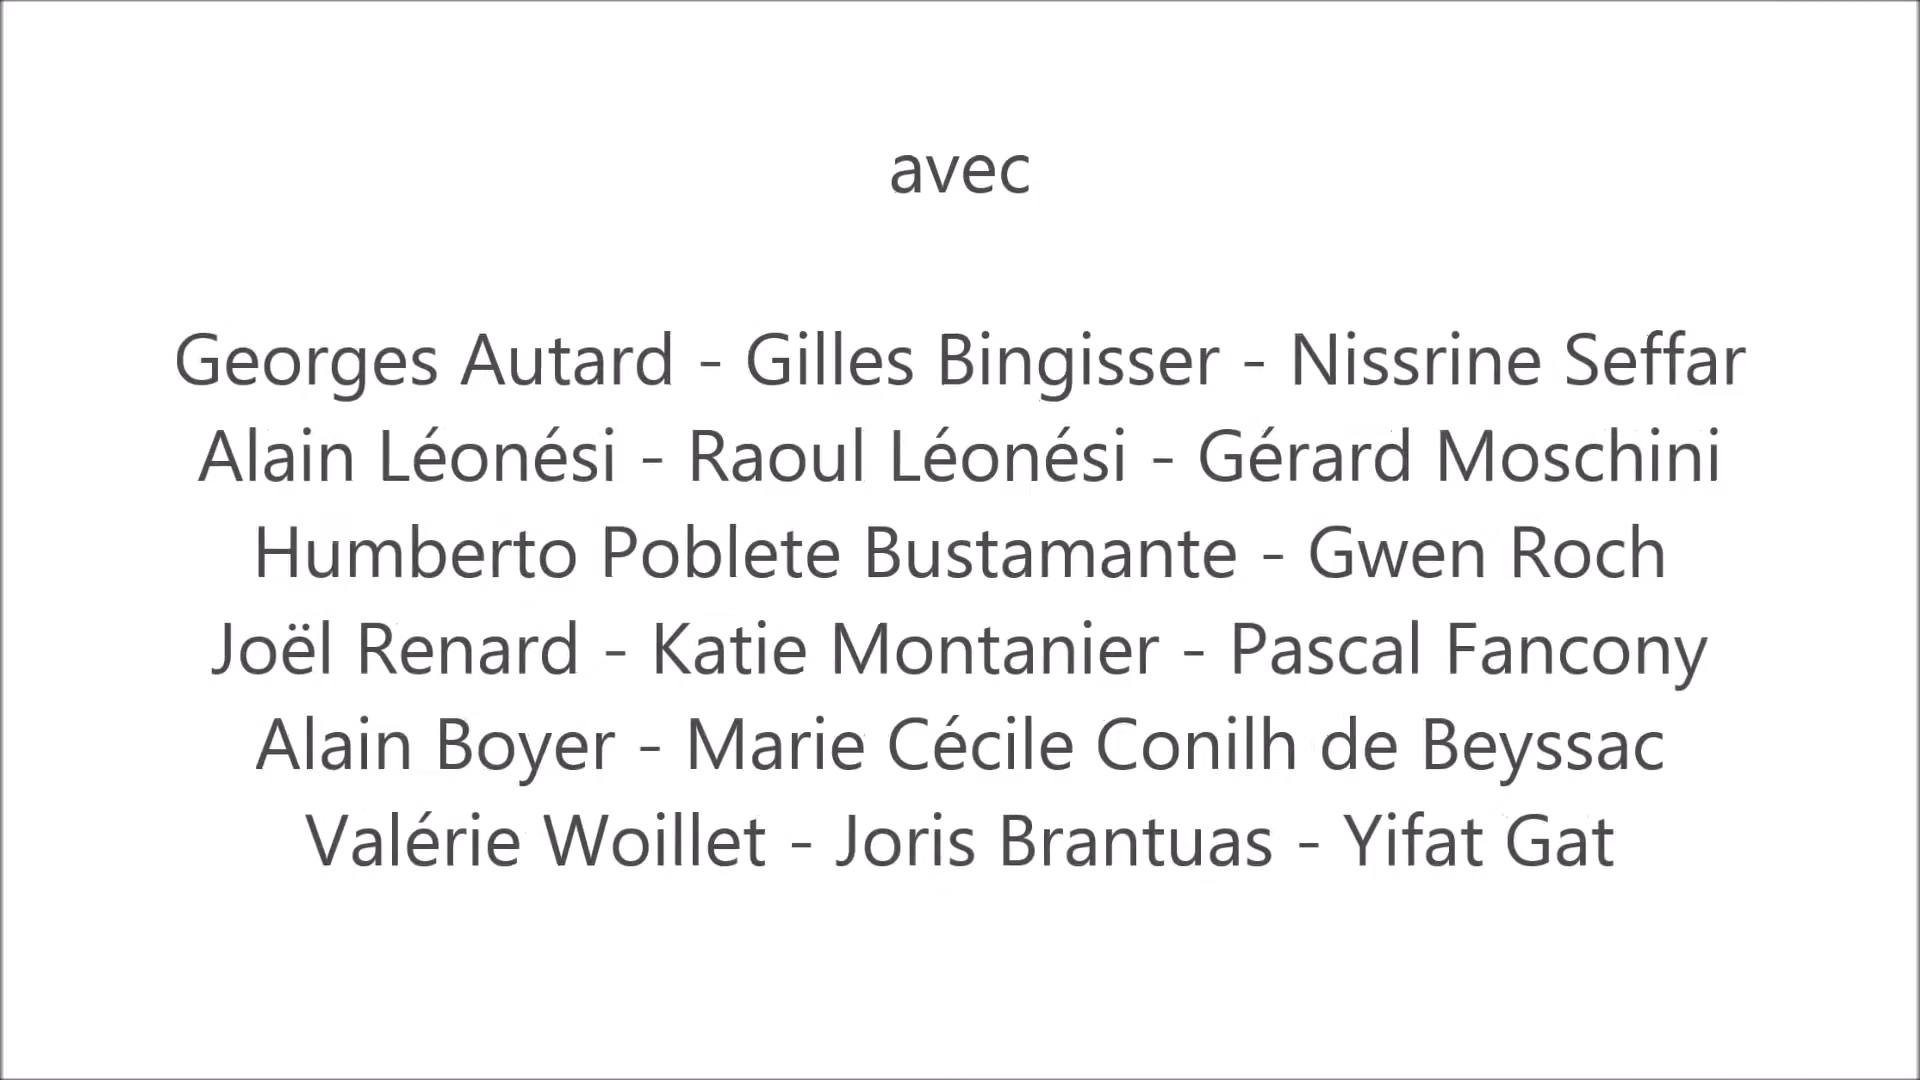 avec
Georges Autard - Gilles Bingisser - Nissrine Seffar
Alain Léonési - Raoul Léonési - Gérard Moschini
Humberto Poblete Bustamante - Gwen Roch
Joël Renard - Katie Montanier - Pascal Fancony
Alain Boyer - Marie Cécile Conilh de Beyssac
Valérie Woillet - Joris Brantuas - Yifat Gat